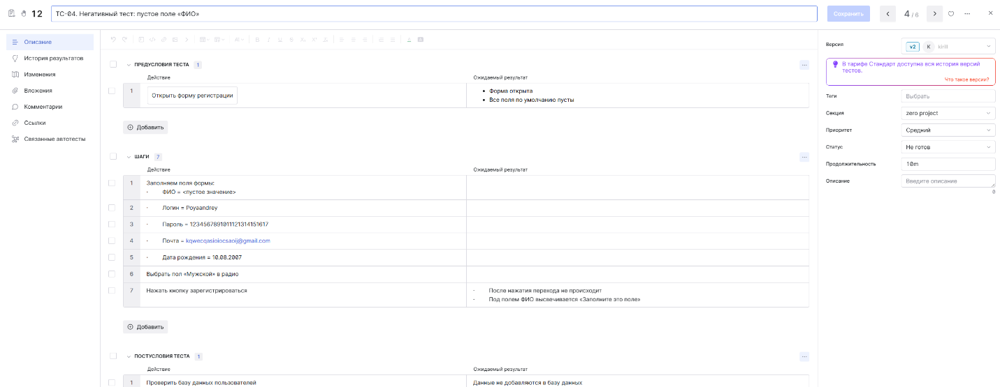 12
ТС-04. Негативный тест: пустое поле «ФИО»
Сохранить
4 / 6
Описание
История результатов
Изменения
Вложения
Комментарии
Ссылки
Связанные автотесты
ПРЕДУСЛОВИЯ ТЕСТА 1
Действие Ожидаемый результат
1 Открыть форму регистрации
• Форма открыта
• Все поля по умолчанию пусты
Добавить
ШАГИ 7
Действие Ожидаемый результат
1 Заполняем поля формы:
· ФИО = <пустое значение>
2 · Логин = Poyaandrey
3 · Пароль = 1234567891011121314151617
4 · Почта = kqwecqasioiocsaoij@gmail.com
5 · Дата рождения = 10.08.2007
6 Выбрать пол «Мужской» в радио
7 Нажать кнопку зарегистрироваться
· После нажатия перехода не происходит
· Под полем ФИО высвечивается «Заполните это поле»
Добавить
ПОСТУСЛОВИЯ ТЕСТА 1
Действие Ожидаемый результат
1 Проверить базу данных пользователей Данные не добавляются в базу данных
Версия v2 K kirill
В тарифе Стандарт доступна вся история версий
тестов.
Что такое версии?
Теги Выбрать
Секция zero project
Приоритет Средний
Статус Не готов
Продолжительность 10m
Описание Введите описание
0